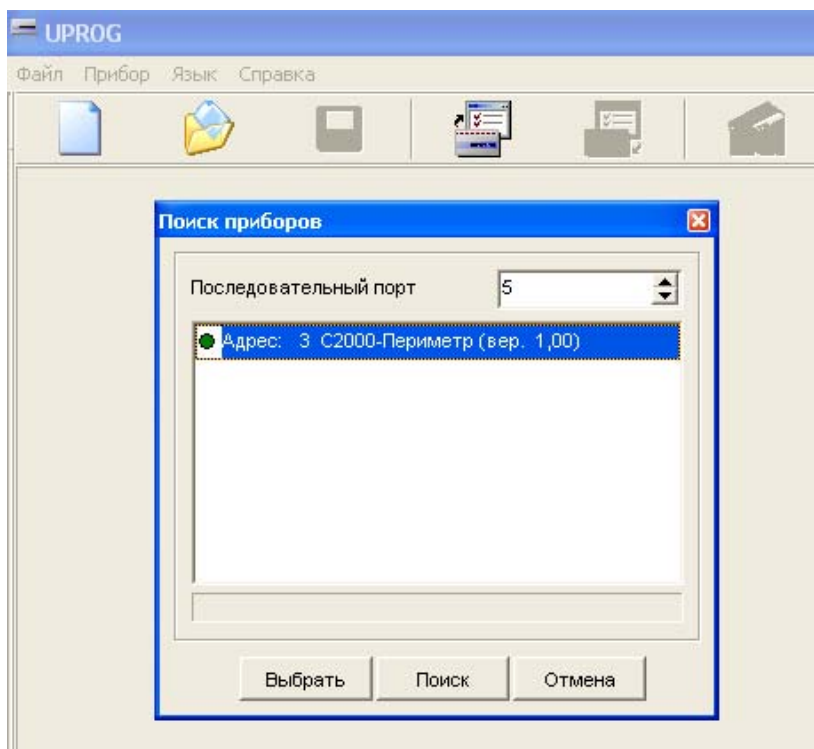 UPROG
Файл Прибор Язык Справка
Поиск приборов
Последовательный порт 5
Адрес: 3 С2000-Периметр (вер. 1,00)
Выбрать Поиск Отмена